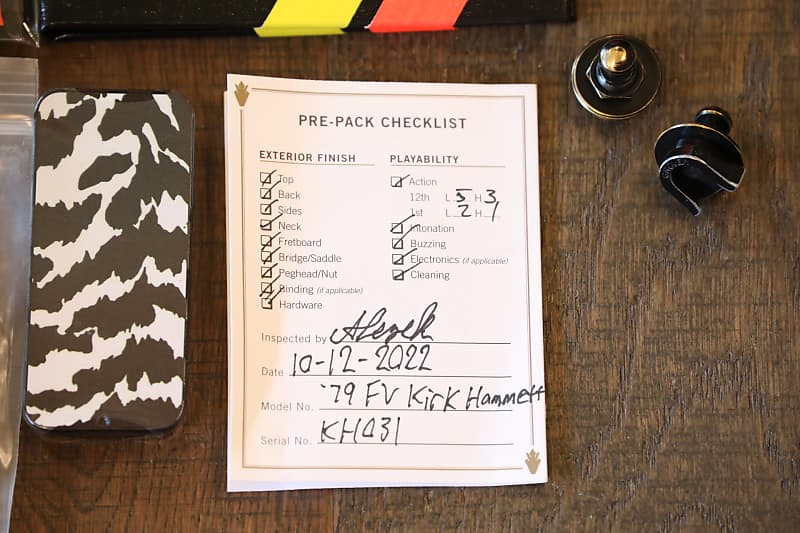 PRE-PACK CHECKLIST
EXTERIOR FINISH
Top
Back
Sides
Neck
Fretboard
Bridge/Saddle
Peghead/Nut
Binding (if applicable)
Hardware
PLAYABILITY
Action
12th L 5 H 3
1st L 2 H 1
Intonation
Buzzing
Electronics (if applicable)
Cleaning
Inspected by
Date 10-12-2022
Model No. '79 FV Kirk Hammett
Serial No. KH031